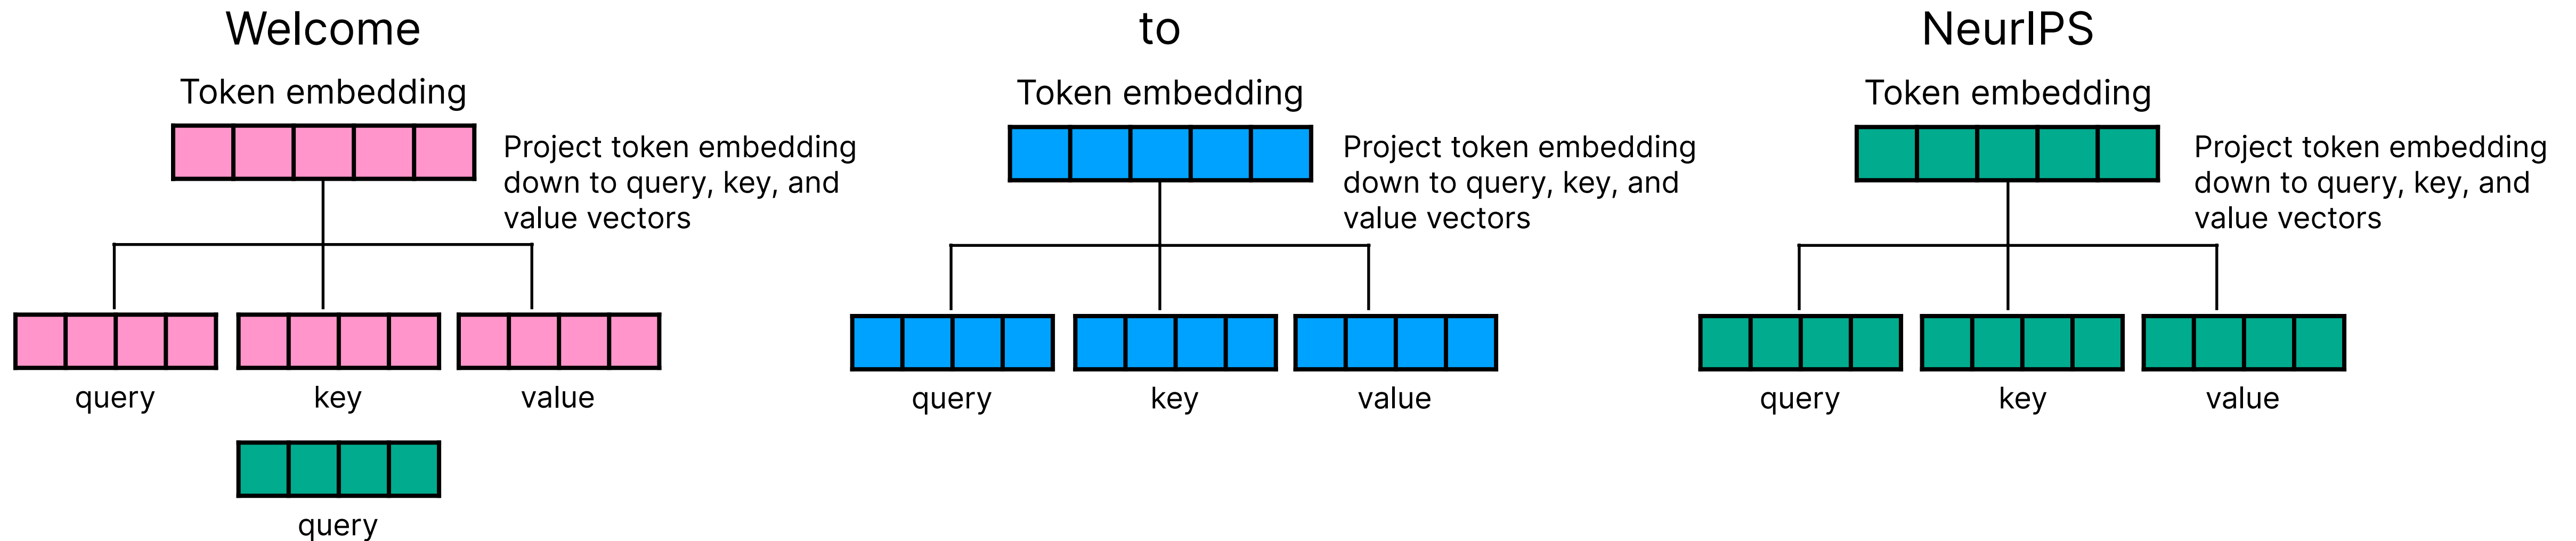 Welcome
Token embedding
Project token embedding
down to query, key, and
value vectors
query
key
value
query
to
Token embedding
Project token embedding
down to query, key, and
value vectors
query
key
value
NeurIPS
Token embedding
Project token embedding
down to query, key, and
value vectors
query
key
value